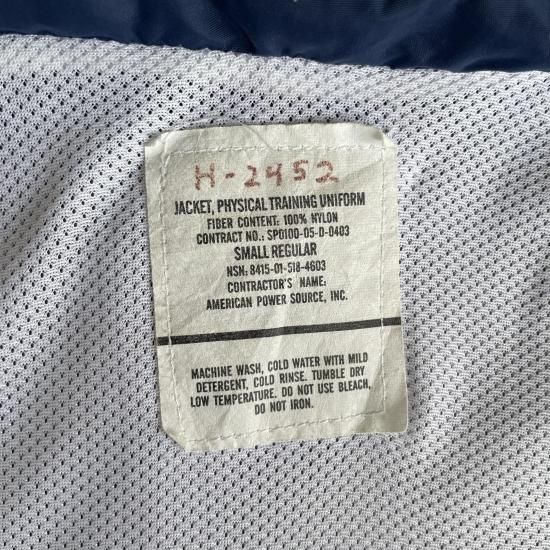 H-2452
JACKET, PHYSICAL TRAINING UNIFORM
FIBER CONTENT: 100% NYLON
CONTRACT NO.: SPO100-05-D-0403
SMALL REGULAR
NSN: 8415-01-518-4603
CONTRACTOR'S NAME:
AMERICAN POWER SOURCE, INC.
MACHINE WASH, COLD WATER WITH MILD
DETERGENT, COLD RINSE. TUMBLE DRY
LOW TEMPERATURE. DO NOT USE BLEACH,
DO NOT IRON.